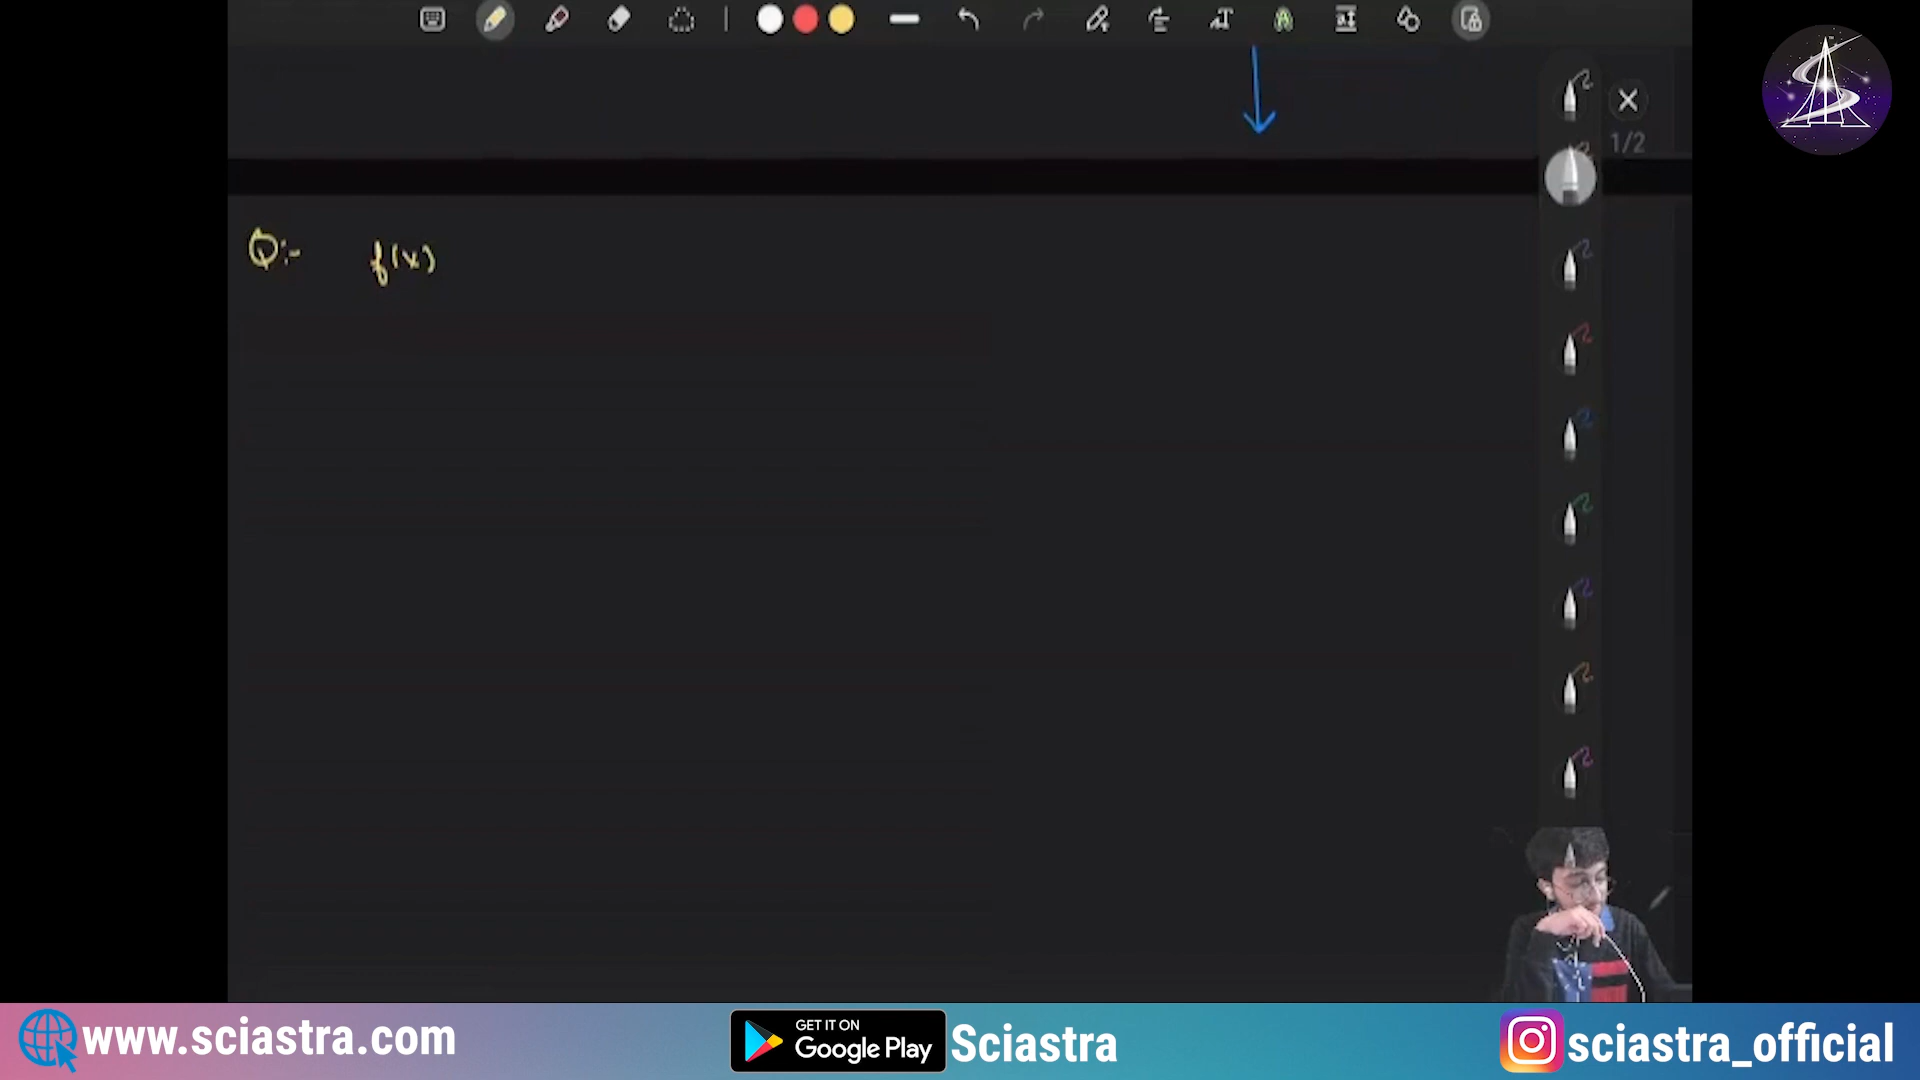 1/2
Q:- f(x)
www.sciastra.com
GET IT ON
Google Play
Sciastra
sciastra_official